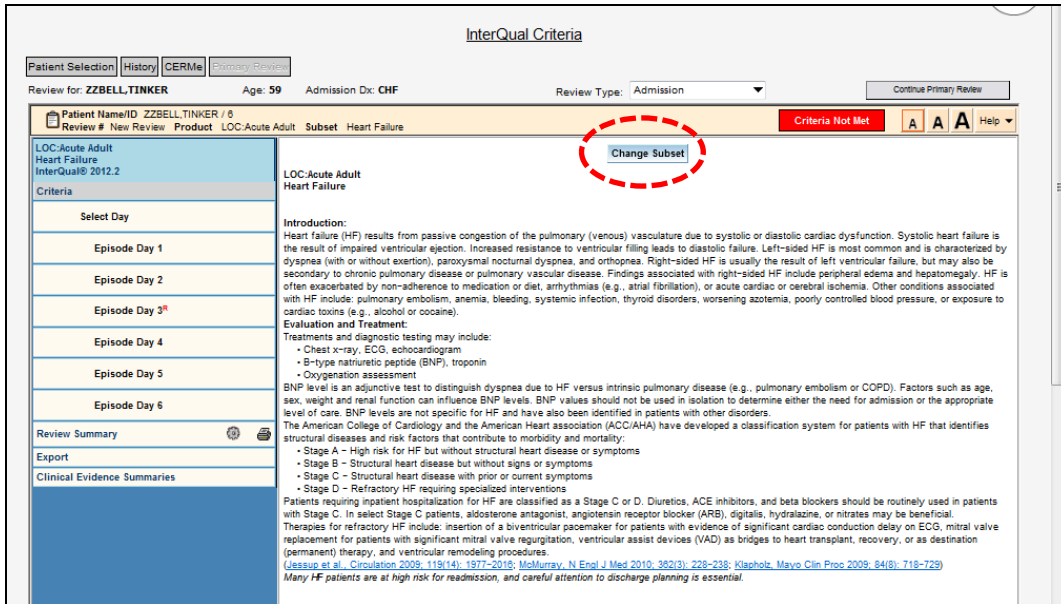 InterQual Criteria
Patient Selection History CERMe Primary Review
Review for: ZZBELL,TINKER Age: 59 Admission Dx: CHF Review Type: Admission Continue Primary Review
Patient Name/ID ZZBELL,TINKER / 6
Review # New Review Product LOC:Acute Adult Subset Heart Failure
Criteria Not Met A A A Help
LOC:Acute Adult
Heart Failure
InterQual® 2012.2
Criteria
Select Day
Episode Day 1
Episode Day 2
Episode Day 3R
Episode Day 4
Episode Day 5
Episode Day 6
Review Summary
Export
Clinical Evidence Summaries
Change Subset
LOC:Acute Adult
Heart Failure
Introduction:
Heart failure (HF) results from passive congestion of the pulmonary (venous) vasculature due to systolic or diastolic cardiac dysfunction. Systolic heart failure is
the result of impaired ventricular ejection. Increased resistance to ventricular filling leads to diastolic failure. Left-sided HF is most common and is characterized by
dyspnea (with or without exertion), paroxysmal nocturnal dyspnea, and orthopnea. Right-sided HF is usually the result of left ventricular failure, but may also be
secondary to chronic pulmonary disease or pulmonary vascular disease. Findings associated with right-sided HF include peripheral edema and hepatomegaly. HF is
often exacerbated by non-adherence to medication or diet, arrhythmias (e.g., atrial fibrillation), or acute cardiac or cerebral ischemia. Other conditions associated
with HF include: pulmonary embolism, anemia, bleeding, systemic infection, thyroid disorders, worsening azotemia, poorly controlled blood pressure, or exposure to
cardiac toxins (e.g., alcohol or cocaine).
Evaluation and Treatment:
Treatments and diagnostic testing may include:
• Chest x-ray, ECG, echocardiogram
• B-type natriuretic peptide (BNP), troponin
• Oxygenation assessment
BNP level is an adjunctive test to distinguish dyspnea due to HF versus intrinsic pulmonary disease (e.g., pulmonary embolism or COPD). Factors such as age,
sex, weight and renal function can influence BNP levels. BNP values should not be used in isolation to determine either the need for admission or the appropriate
level of care. BNP levels are not specific for HF and have also been identified in patients with other disorders.
The American College of Cardiology and the American Heart association (ACC/AHA) have developed a classification system for patients with HF that identifies
structural diseases and risk factors that contribute to morbidity and mortality:
• Stage A - High risk for HF but without structural heart disease or symptoms
• Stage B - Structural heart disease but without signs or symptoms
• Stage C - Structural heart disease with prior or current symptoms
• Stage D - Refractory HF requiring specialized interventions
Patients requiring inpatient hospitalization for HF are classified as a Stage C or D. Diuretics, ACE inhibitors, and beta blockers should be routinely used in patients
with Stage C. In select Stage C patients, aldosterone antagonist, angiotensin receptor blocker (ARB), digitalis, hydralazine, or nitrates may be beneficial.
Therapies for refractory HF include: insertion of a biventricular pacemaker for patients with evidence of significant cardiac conduction delay on ECG, mitral valve
replacement for patients with significant mitral valve regurgitation, ventricular assist devices (VAD) as bridges to heart transplant, recovery, or as destination
(permanent) therapy, and ventricular remodeling procedures.
(Jessup et al., Circulation 2009; 119(14): 1977-2016; McMurray, N Engl J Med 2010; 362(3): 228-238; Klapholz, Mayo Clin Proc 2009; 84(8): 718-729)
Many HF patients are at high risk for readmission, and careful attention to discharge planning is essential.